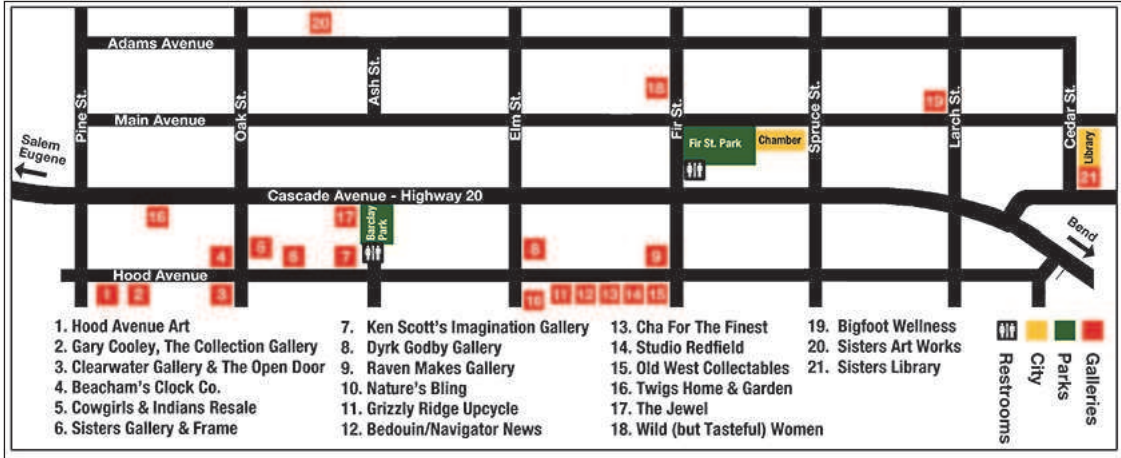 20
Adams Avenue
Pine St.
Oak St.
Ash St.
Elm St.
Fir St.
Spruce St.
Larch St.
Cedar St.
18
19
Main Avenue
Fir St. Park
Chamber
Library
21
Salem
Eugene
Cascade Avenue - Highway 20
16
17
Barclay
Park
Bend
4
5
6
7
8
9
Hood Avenue
1
2
3
10
11
12
13
14
15
1. Hood Avenue Art
2. Gary Cooley, The Collection Gallery
3. Clearwater Gallery & The Open Door
4. Beacham's Clock Co.
5. Cowgirls & Indians Resale
6. Sisters Gallery & Frame
7. Ken Scott's Imagination Gallery
8. Dyrk Godby Gallery
9. Raven Makes Gallery
10. Nature's Bling
11. Grizzly Ridge Upcycle
12. Bedouin/Navigator News
13. Cha For The Finest
14. Studio Redfield
15. Old West Collectables
16. Twigs Home & Garden
17. The Jewel
18. Wild (but Tasteful) Women
19. Bigfoot Wellness
20. Sisters Art Works
21. Sisters Library
Restrooms
City
Parks
Galleries